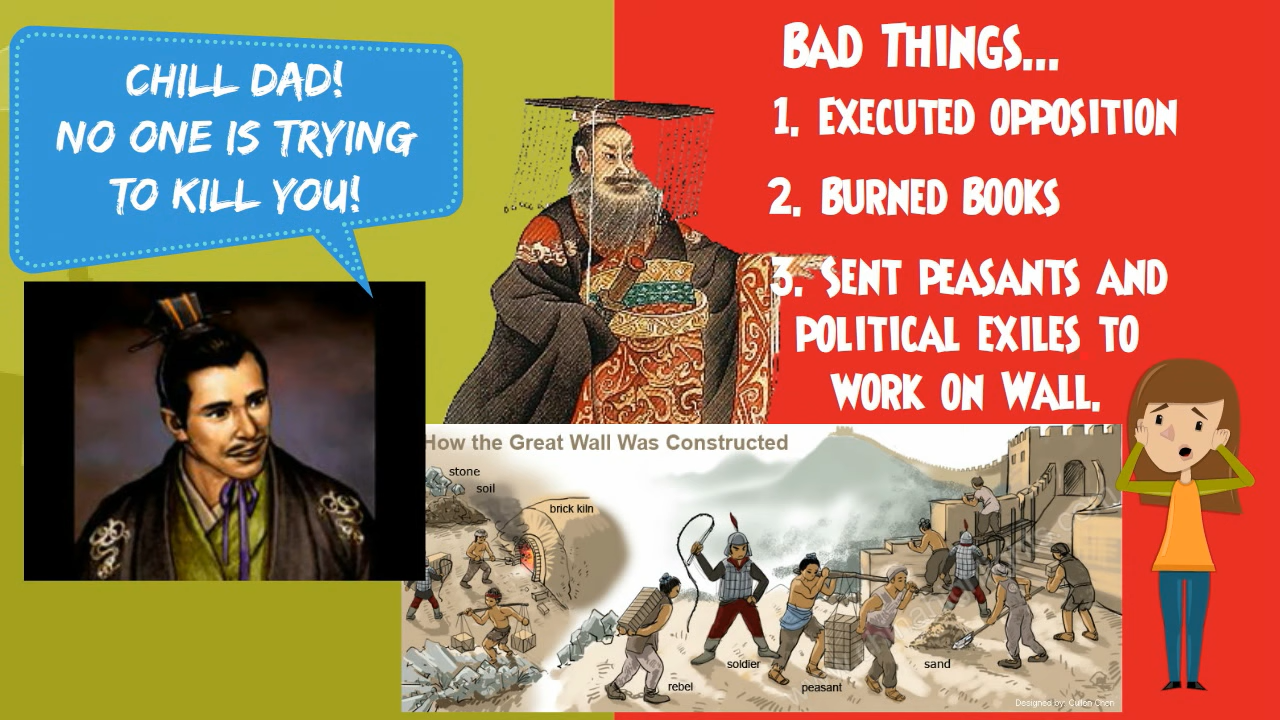 CHILL DAD!
NO ONE IS TRYING
TO KILL YOU!
BAD THINGS...
1. EXECUTED OPPOSITION
2. BURNED BOOKS
3. SENT PEASANTS AND
POLITICAL EXILES TO
WORK ON WALL.
How the Great Wall Was Constructed
stone
soil
brick kiln
soldier
sand
rebel
peasant
Designed by: Cullen Chen